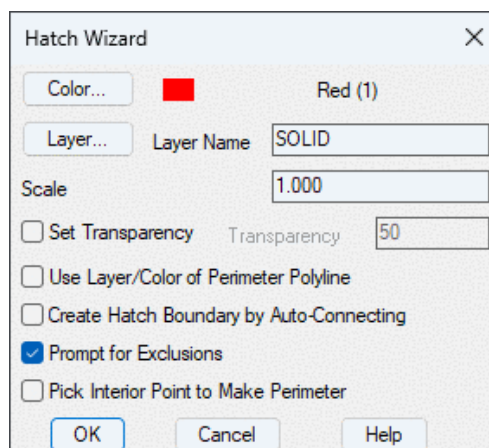 Hatch Wizard
Color... Red (1)
Layer... Layer Name SOLID
Scale 1.000
Set Transparency Transparency 50
Use Layer/Color of Perimeter Polyline
Create Hatch Boundary by Auto-Connecting
Prompt for Exclusions
Pick Interior Point to Make Perimeter
OK Cancel Help